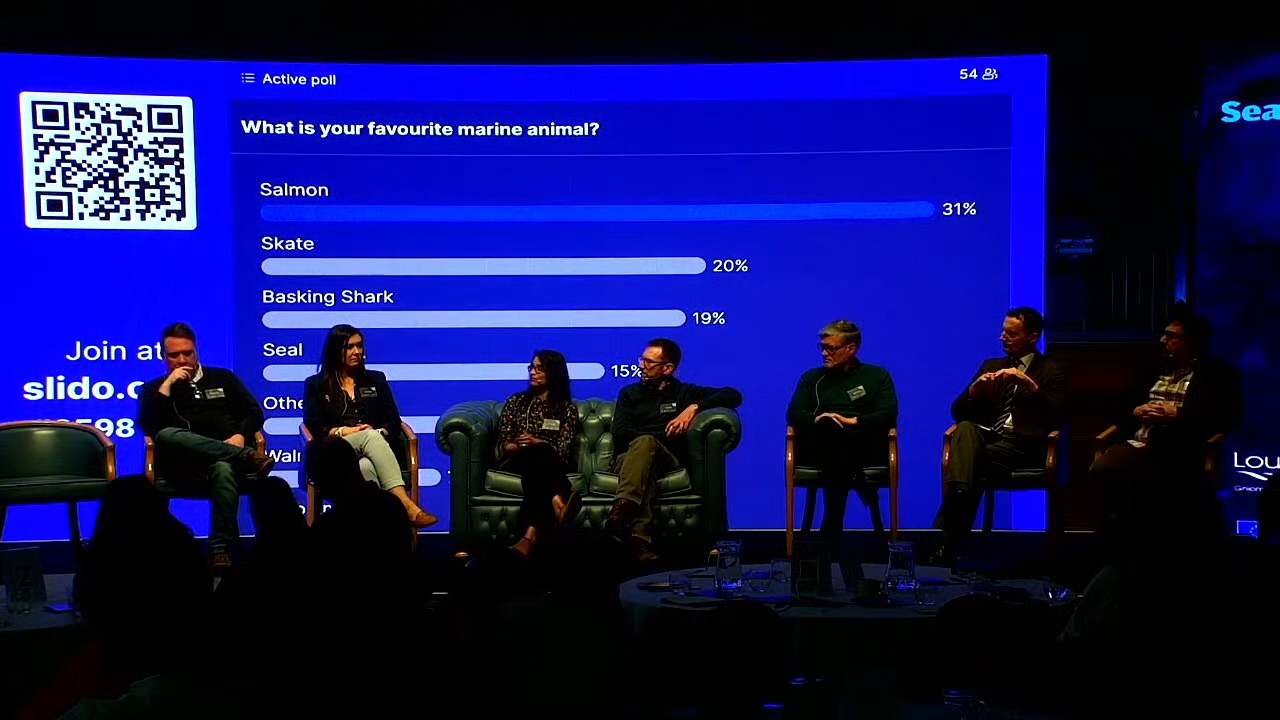 Active poll
54
What is your favourite marine animal?
Salmon
31%
Skate
20%
Basking Shark
19%
Seal
15%
Join at
Sea
Lou